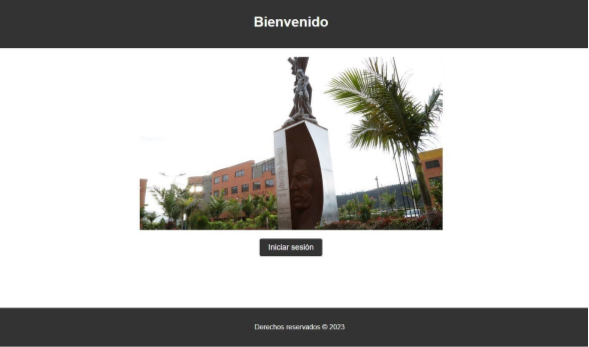 Bienvenido
Iniciar sesión
Derechos reservados © 2023